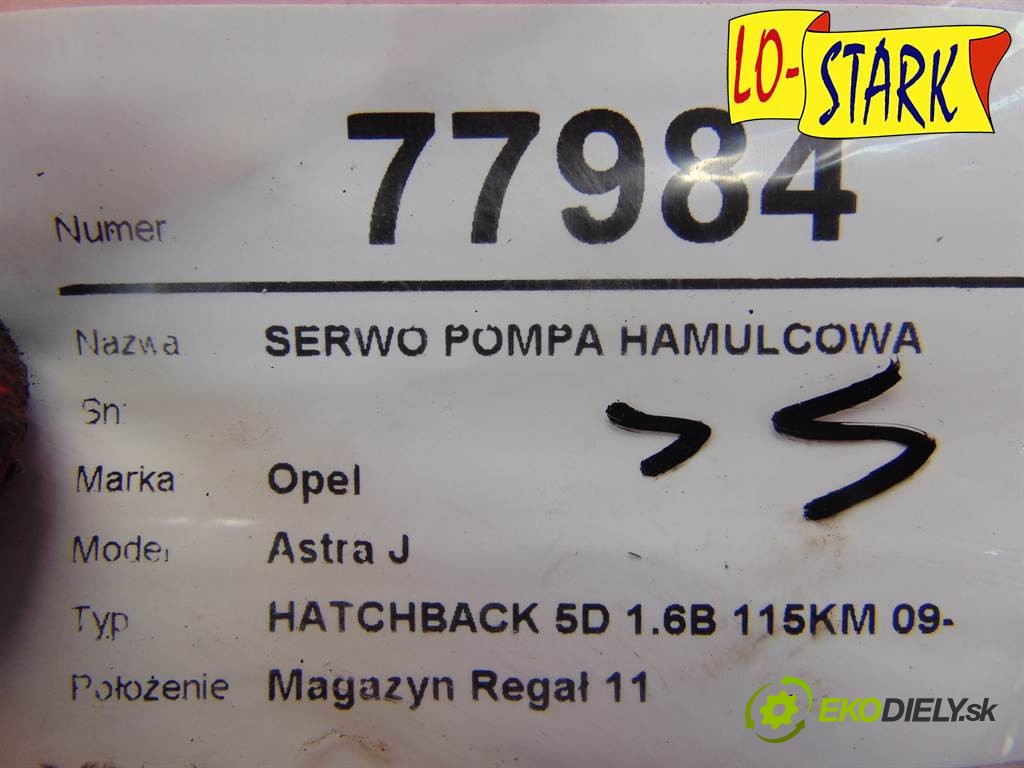 LO-STARK
Numer 77984
Nazwa SERWO POMPA HAMULCOWA
Sn
Marka Opel
Model Astra J
Typ HATCHBACK 5D 1.6B 115KM 09-
Położenie Magazyn Regał 11
EKODIELY.sk